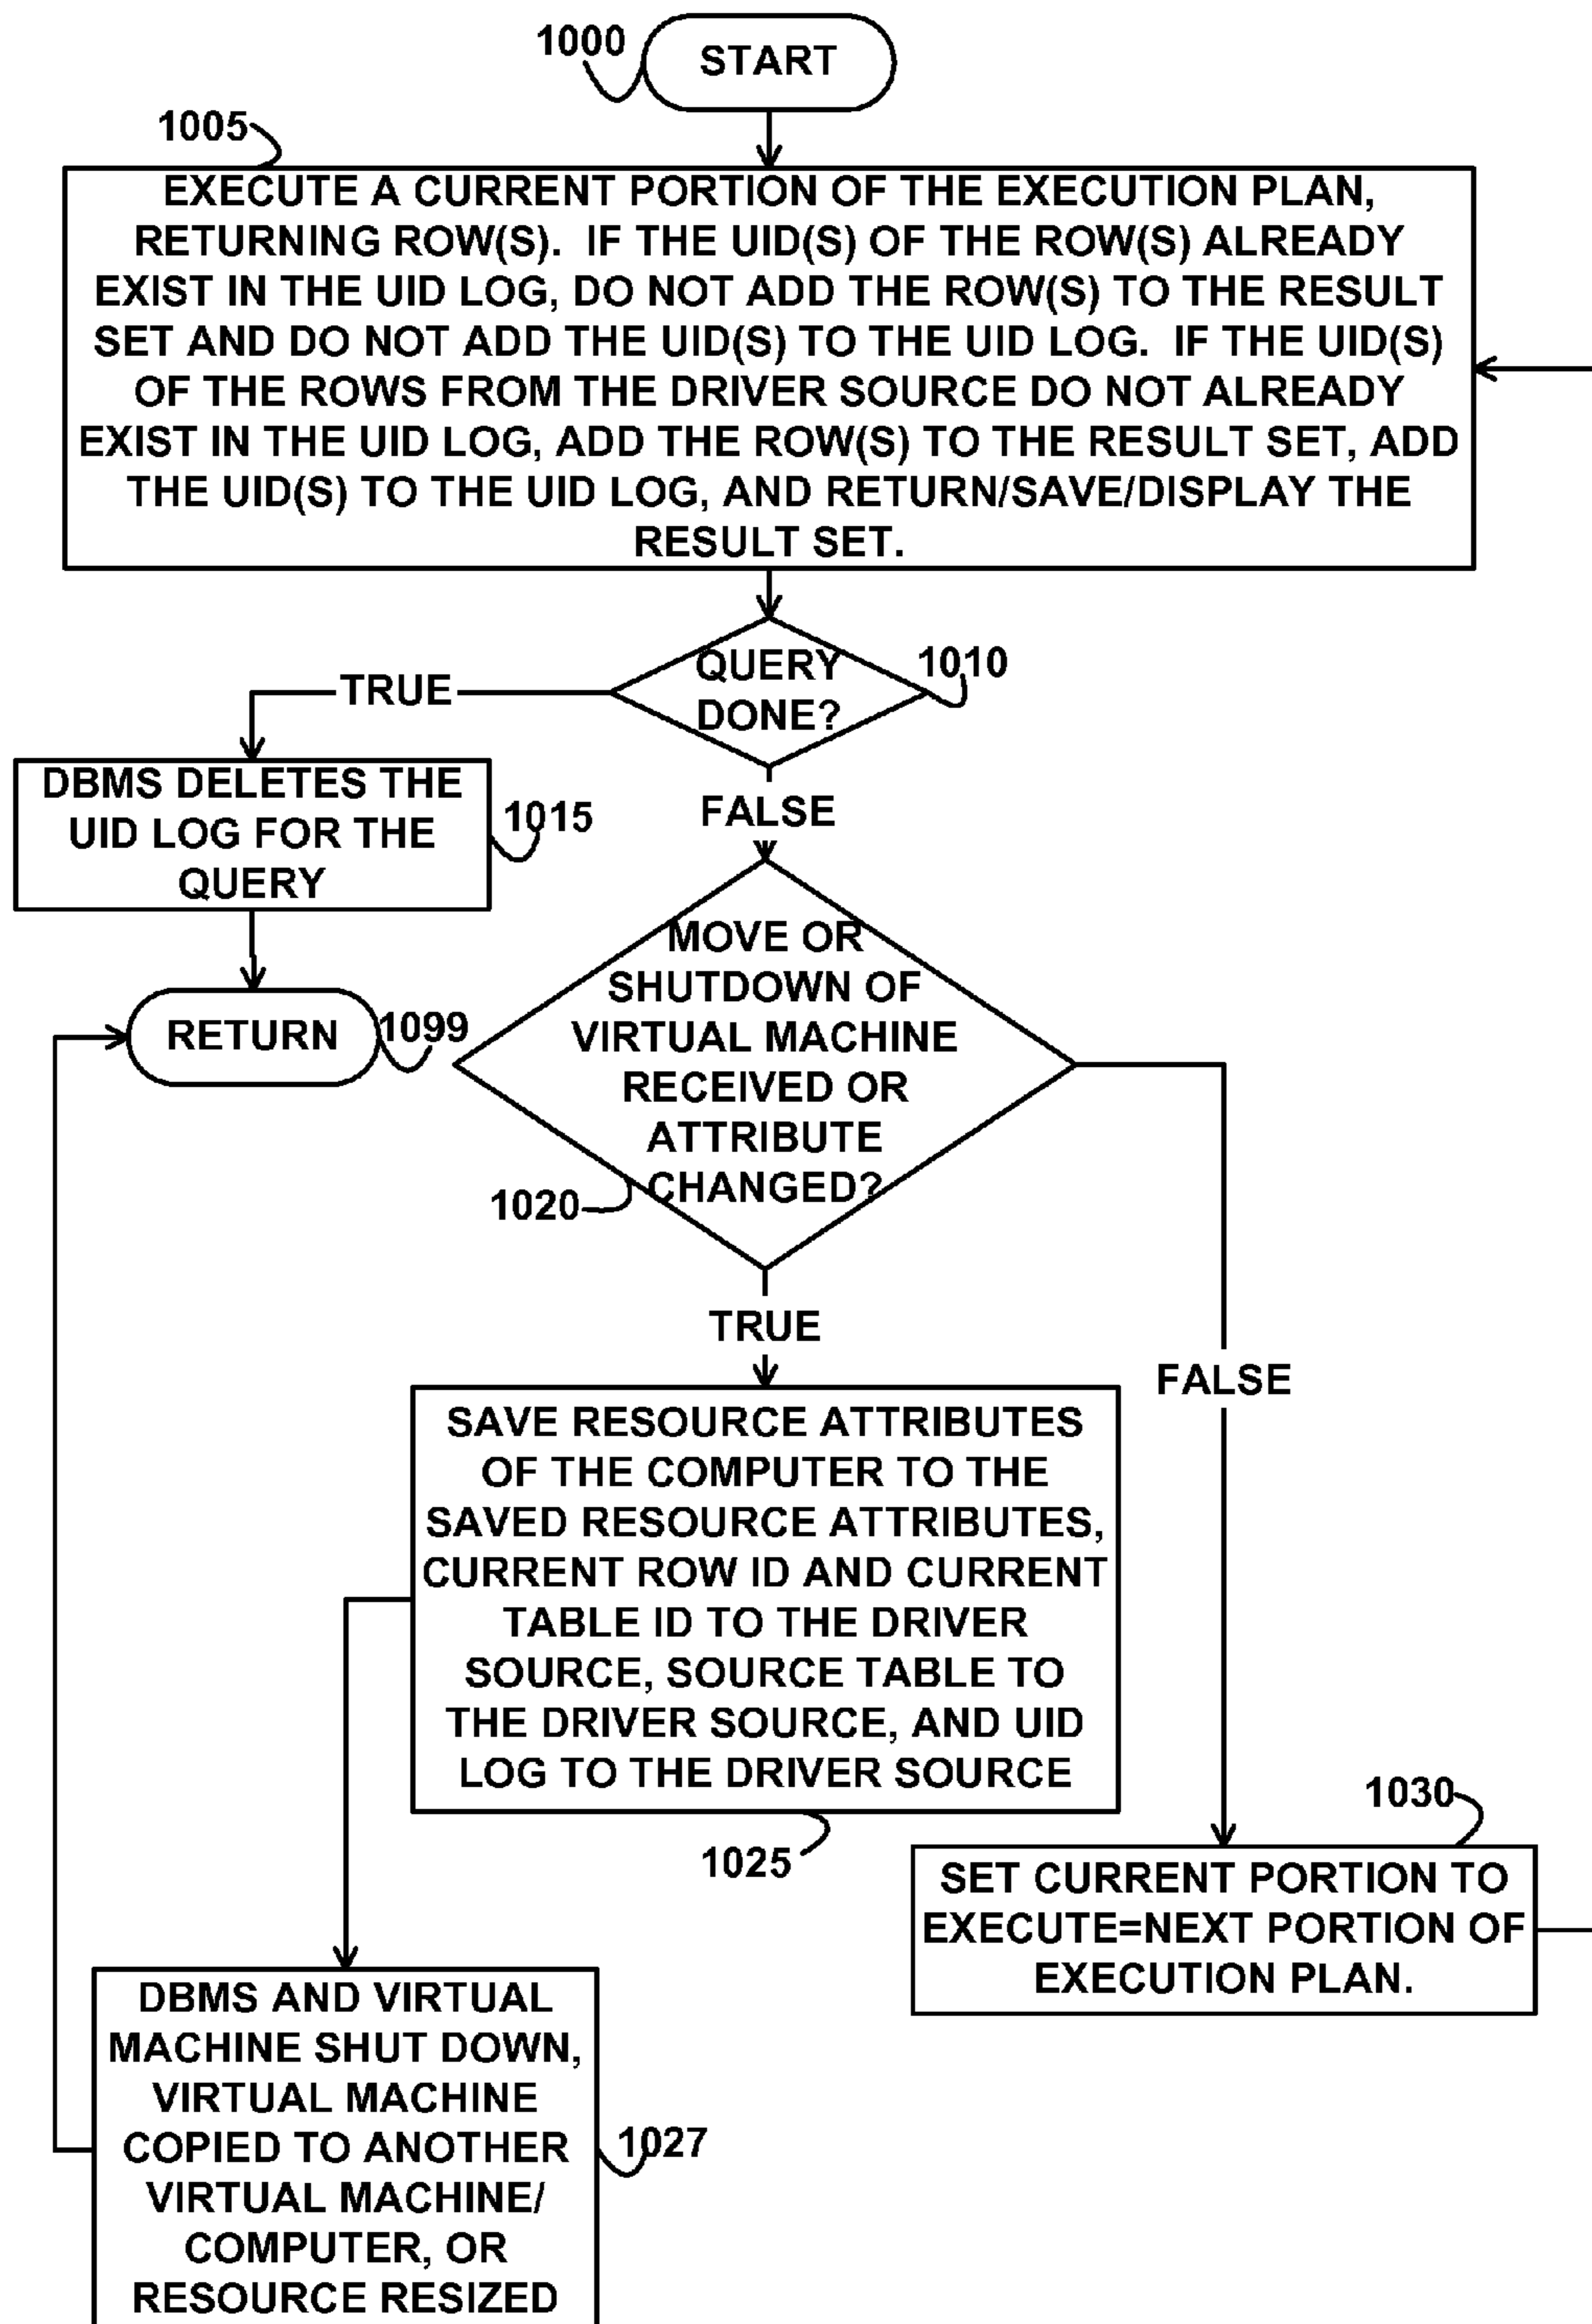 1000
START
1005
EXECUTE A CURRENT PORTION OF THE EXECUTION PLAN,
RETURNING ROW(S). IF THE UID(S) OF THE ROW(S) ALREADY
EXIST IN THE UID LOG, DO NOT ADD THE ROW(S) TO THE RESULT
SET AND DO NOT ADD THE UID(S) TO THE UID LOG. IF THE UID(S)
OF THE ROWS FROM THE DRIVER SOURCE DO NOT ALREADY
EXIST IN THE UID LOG, ADD THE ROW(S) TO THE RESULT SET, ADD
THE UID(S) TO THE UID LOG, AND RETURN/SAVE/DISPLAY THE
RESULT SET.
QUERY
DONE?
1010
TRUE
DBMS DELETES THE
UID LOG FOR THE
QUERY
1015
FALSE
RETURN
1099
MOVE OR
SHUTDOWN OF
VIRTUAL MACHINE
RECEIVED OR
ATTRIBUTE
CHANGED?
1020
TRUE
FALSE
SAVE RESOURCE ATTRIBUTES
OF THE COMPUTER TO THE
SAVED RESOURCE ATTRIBUTES,
CURRENT ROW ID AND CURRENT
TABLE ID TO THE DRIVER
SOURCE, SOURCE TABLE TO
THE DRIVER SOURCE, AND UID
LOG TO THE DRIVER SOURCE
1025
1030
SET CURRENT PORTION TO
EXECUTE=NEXT PORTION OF
EXECUTION PLAN.
DBMS AND VIRTUAL
MACHINE SHUT DOWN,
VIRTUAL MACHINE
COPIED TO ANOTHER
VIRTUAL MACHINE/
COMPUTER, OR
RESOURCE RESIZED
1027